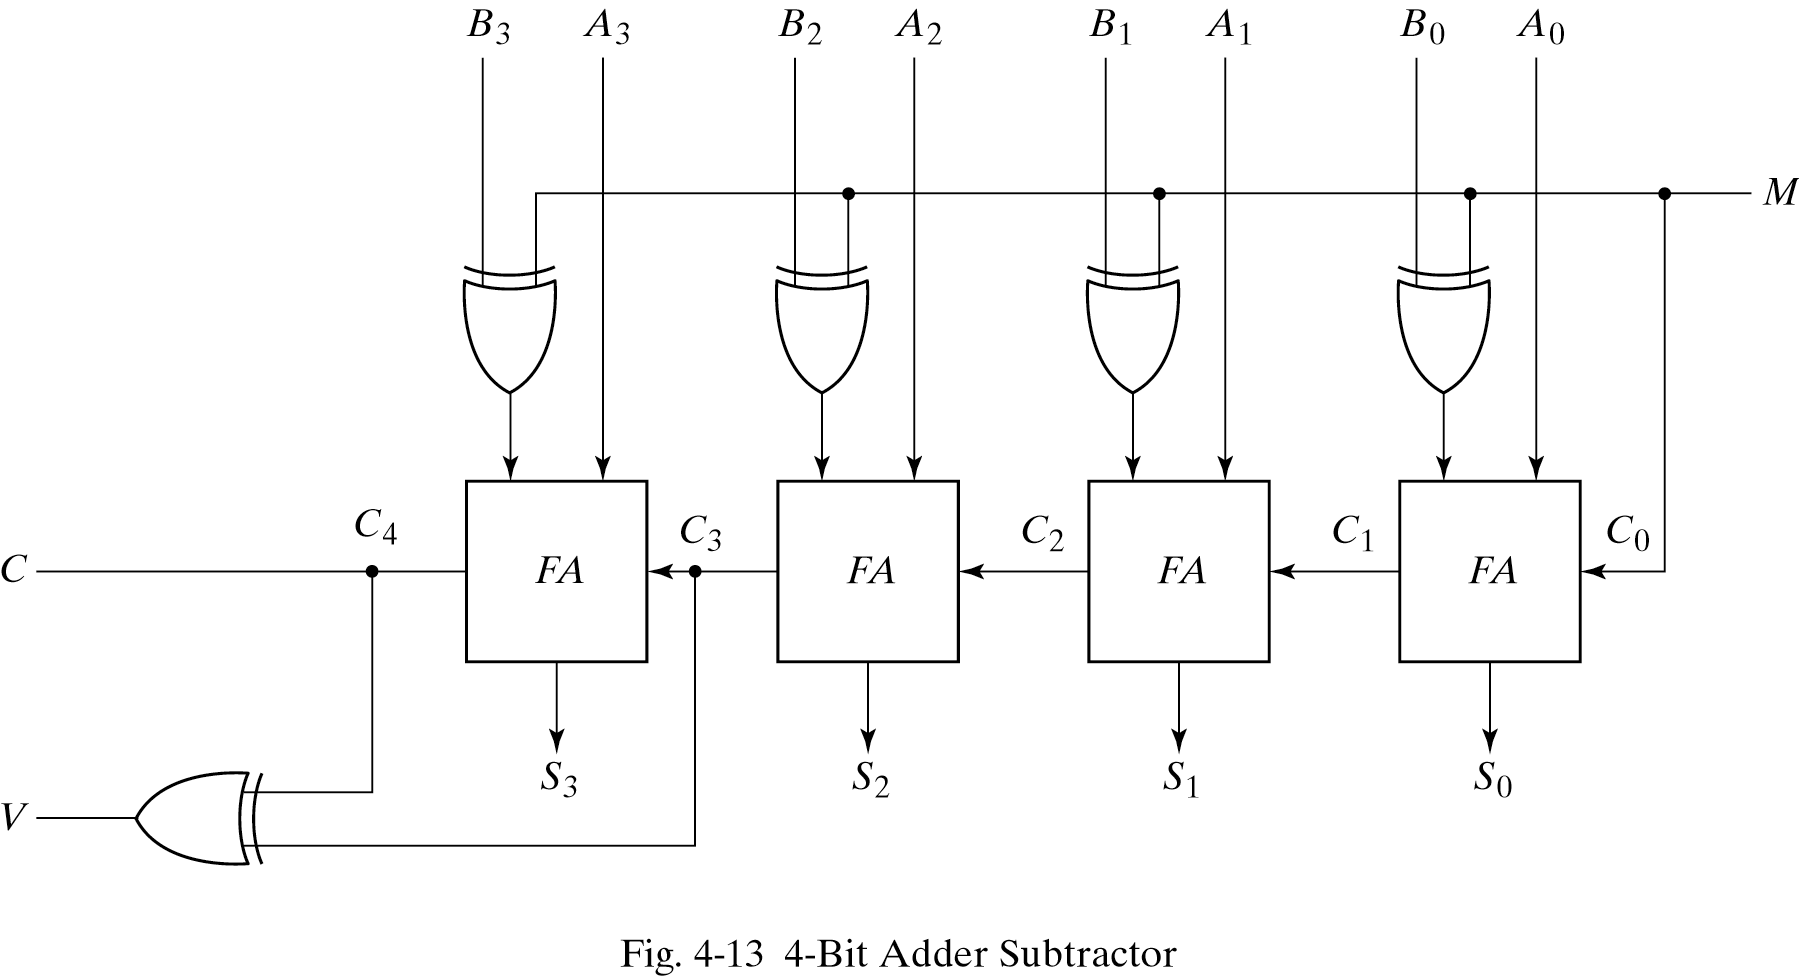 B3 A3 B2 A2 B1 A1 B0 A0
M
C4 C3 C2 C1 C0
C FA FA FA FA
S3 S2 S1 S0
V
Fig. 4-13 4-Bit Adder Subtractor